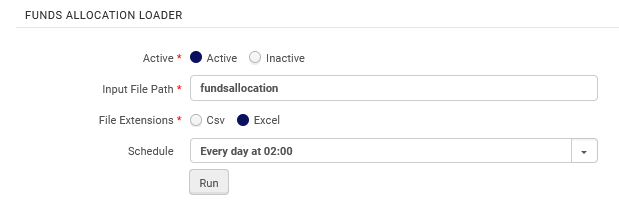 FUNDS ALLOCATION LOADER
Active * Active Inactive
Input File Path * fundsallocation
File Extensions * Csv Excel
Schedule Every day at 02:00
Run